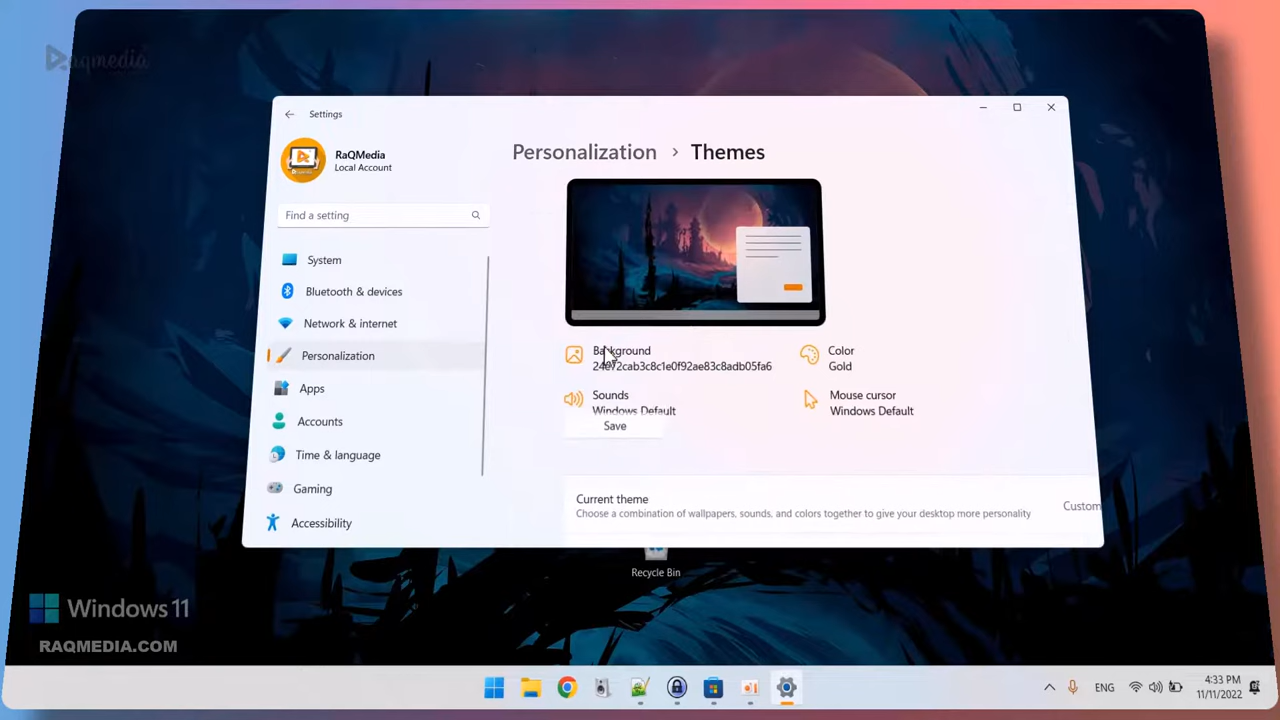 Raqmedia
Settings
RaQMedia
Local Account
Find a setting
System
Bluetooth & devices
Network & internet
Personalization
Apps
Accounts
Time & language
Gaming
Accessibility
Personalization > Themes
Background
24e72cab3c8c1e0f92ae83c8adb05fa6
Color
Gold
Sounds
Windows Default
Mouse cursor
Windows Default
Save
Current theme
Choose a combination of wallpapers, sounds, and colors together to give your desktop more personality
Custom
Recycle Bin
Windows 11
RAQMEDIA.COM
ENG
4:33 PM
11/11/2022